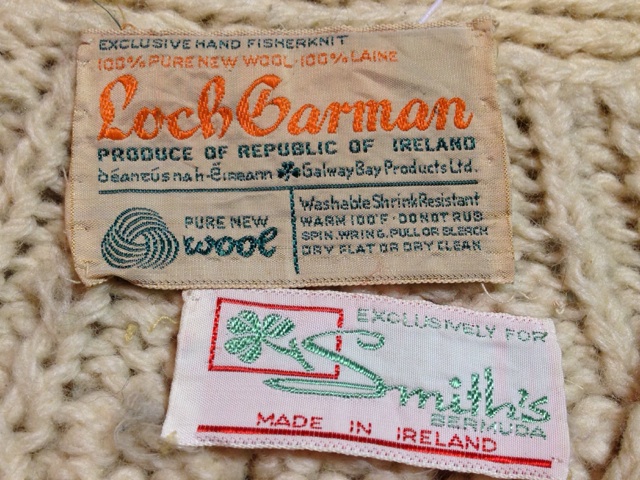 EXCLUSIVE HAND FISHERKNIT
100% PURE NEW WOOL · 100% LAINE
Loch Garman
PRODUCE OF REPUBLIC OF IRELAND
déantús na h-Éireann ☘ Galway Bay Products Ltd.
PURE NEW
wool
Washable Shrink Resistant
WARM 100°F · DO NOT RUB
SPIN, WRING, PULL OR BLEACH
DRY FLAT OR DRY CLEAN
EXCLUSIVELY FOR
Smith's
BERMUDA
MADE IN IRELAND